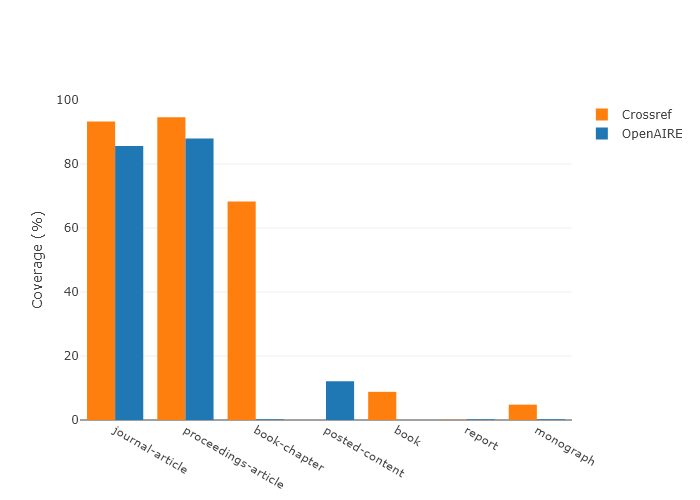 100
80
60
40
20
0
Coverage (%)
journal-article
proceedings-article
book-chapter
posted-content
book
report
monograph
Crossref
OpenAIRE